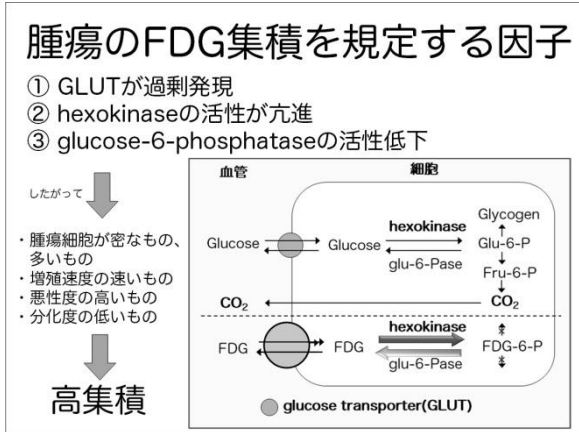 腫瘍のFDG集積を規定する因子
① GLUTが過剰発現
② hexokinaseの活性が亢進
③ glucose-6-phosphataseの活性低下
したがって
・腫瘍細胞が密なもの、
多いもの
・増殖速度の速いもの
・悪性度の高いもの
・分化度の低いもの
高集積
血管
細胞
Glycogen
hexokinase
Glucose
Glucose
Glu-6-P
glu-6-Pase
Fru-6-P
CO₂
CO₂
hexokinase
FDG
FDG
FDG-6-P
glu-6-Pase
glucose transporter(GLUT)